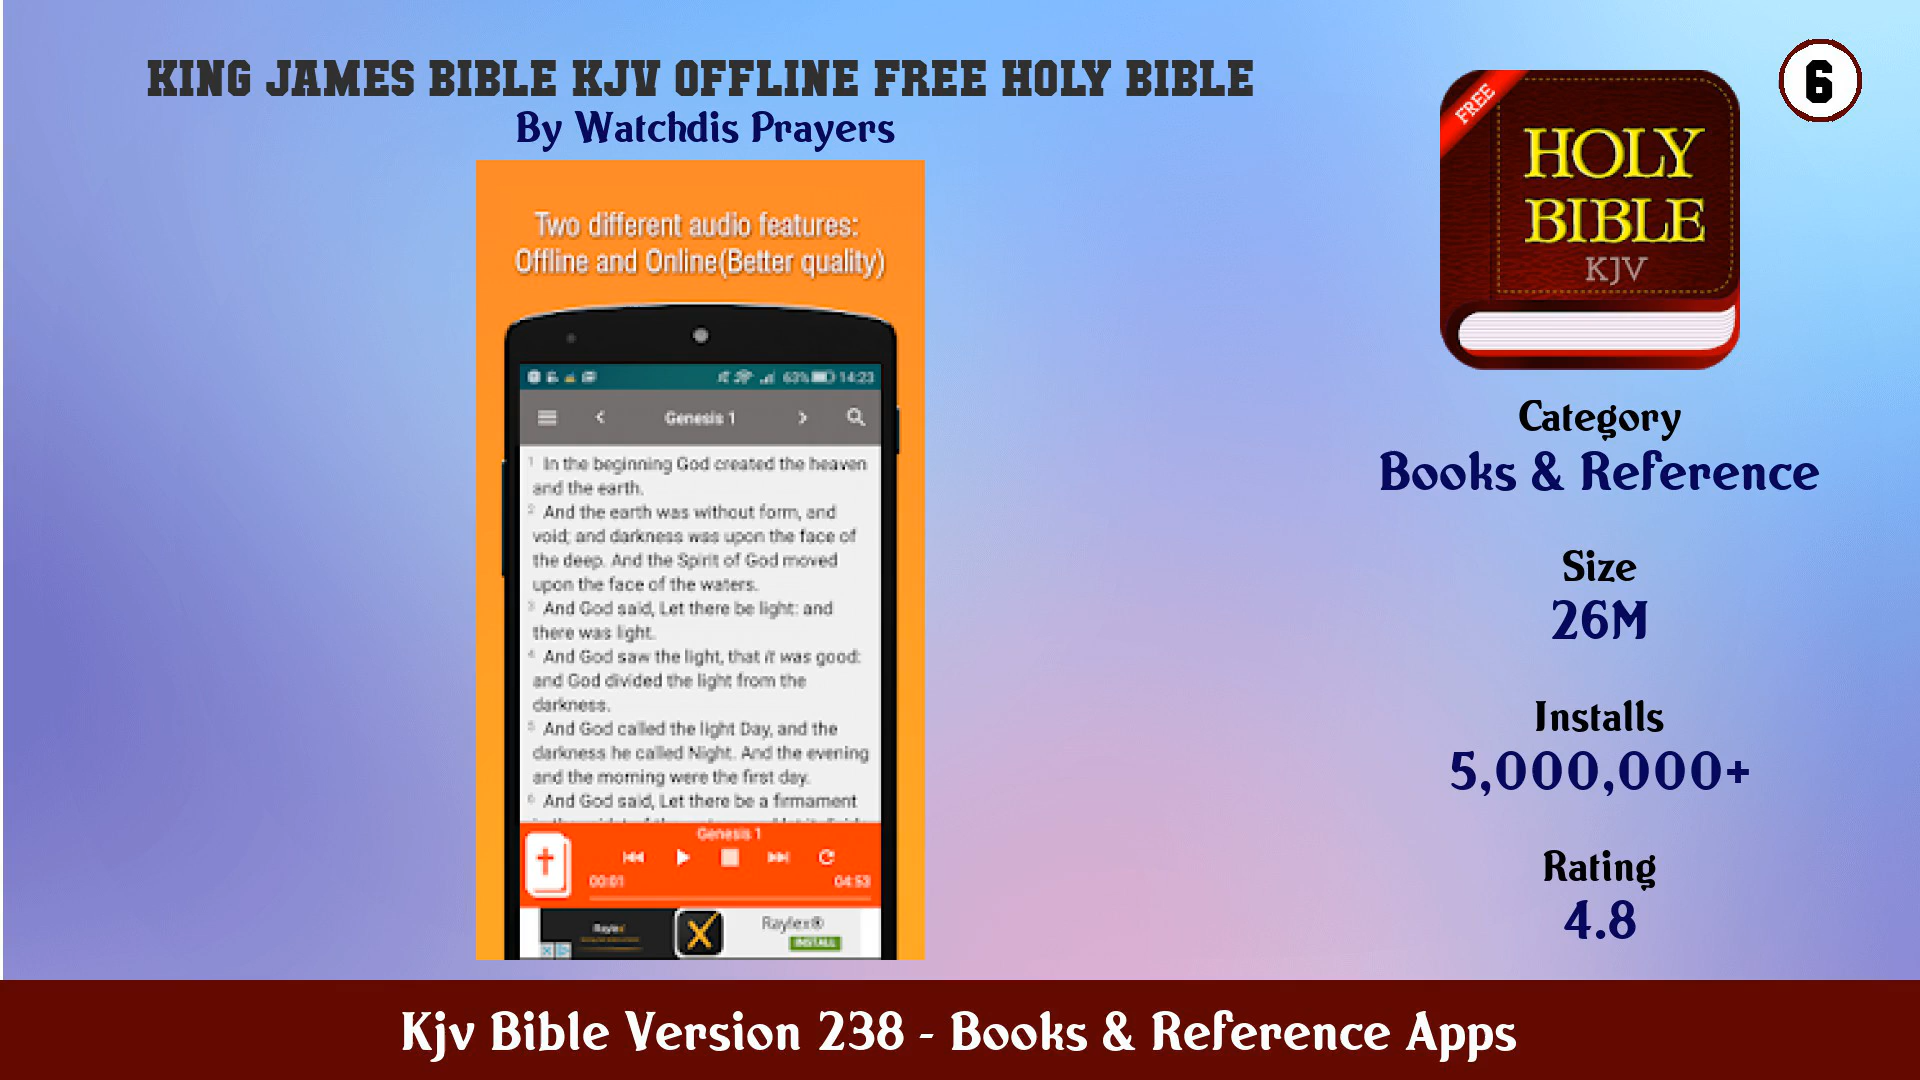 KING JAMES BIBLE KJV OFFLINE FREE HOLY BIBLE
By Watchdis Prayers
6
Two different audio features:
Offline and Online(Better quality)
63% 14:23
Genesis 1
1 In the beginning God created the heaven
and the earth.
2 And the earth was without form, and
void; and darkness was upon the face of
the deep. And the Spirit of God moved
upon the face of the waters.
3 And God said, Let there be light: and
there was light.
4 And God saw the light, that it was good:
and God divided the light from the
darkness.
5 And God called the light Day, and the
darkness he called Night. And the evening
and the morning were the first day.
6 And God said, Let there be a firmament
Genesis 1
00:01
04:53
Raylex
Raylex®
INSTALL
FREE
HOLY
BIBLE
KJV
Category
Books & Reference
Size
26M
Installs
5,000,000+
Rating
4.8
Kjv Bible Version 238 - Books & Reference Apps